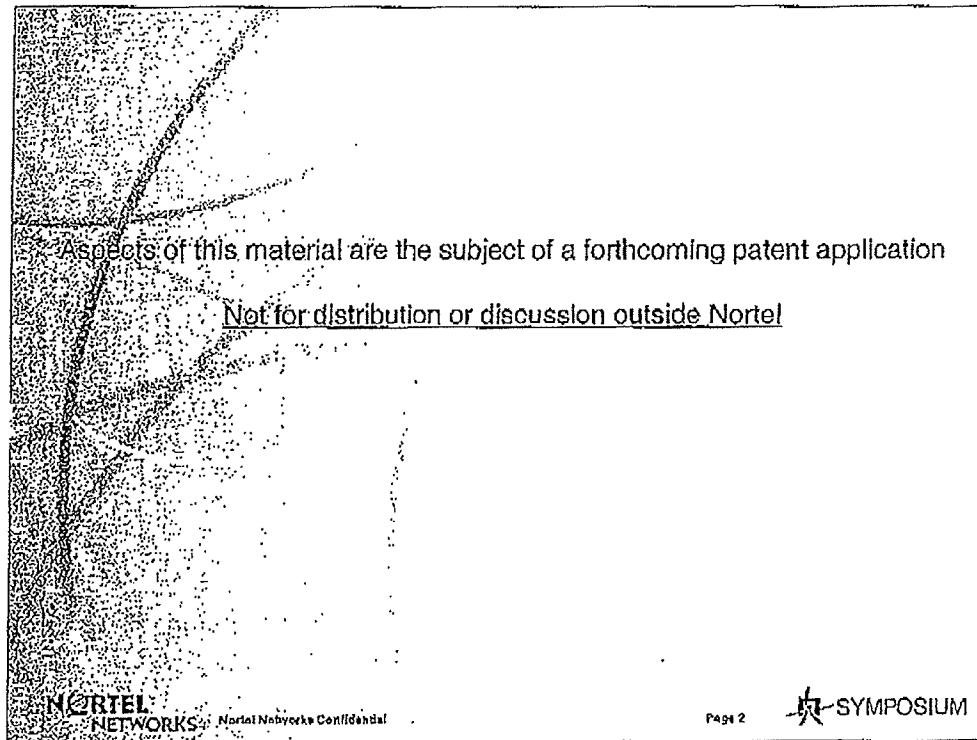 Aspects of this material are the subject of a forthcoming patent application
Not for distribution or discussion outside Nortel
NORTEL
NETWORKS
Nortel Networks Confidential
Page 2
SYMPOSIUM